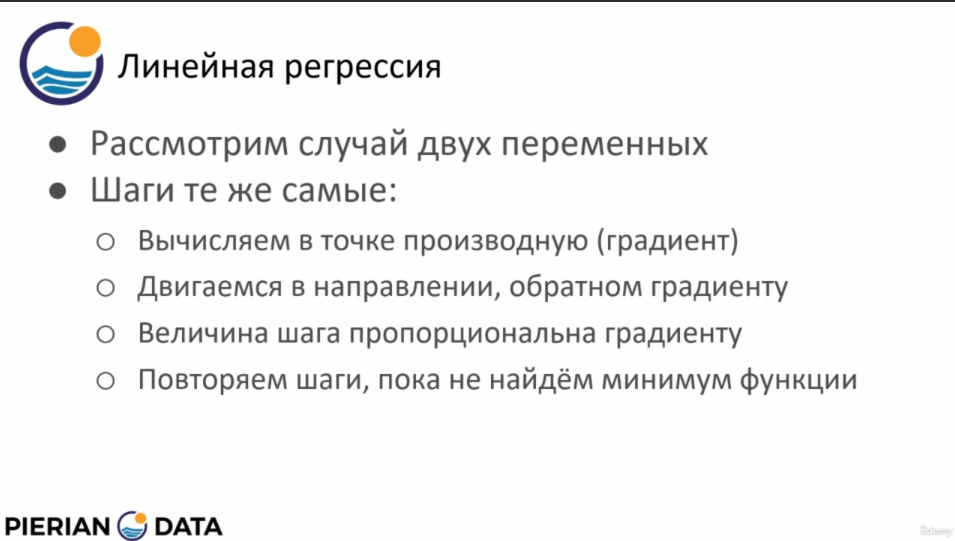 Линейная регрессия
● Рассмотрим случай двух переменных
● Шаги те же самые:
○ Вычисляем в точке производную (градиент)
○ Двигаемся в направлении, обратном градиенту
○ Величина шага пропорциональна градиенту
○ Повторяем шаги, пока не найдём минимум функции
PIERIAN DATA
ûdemy